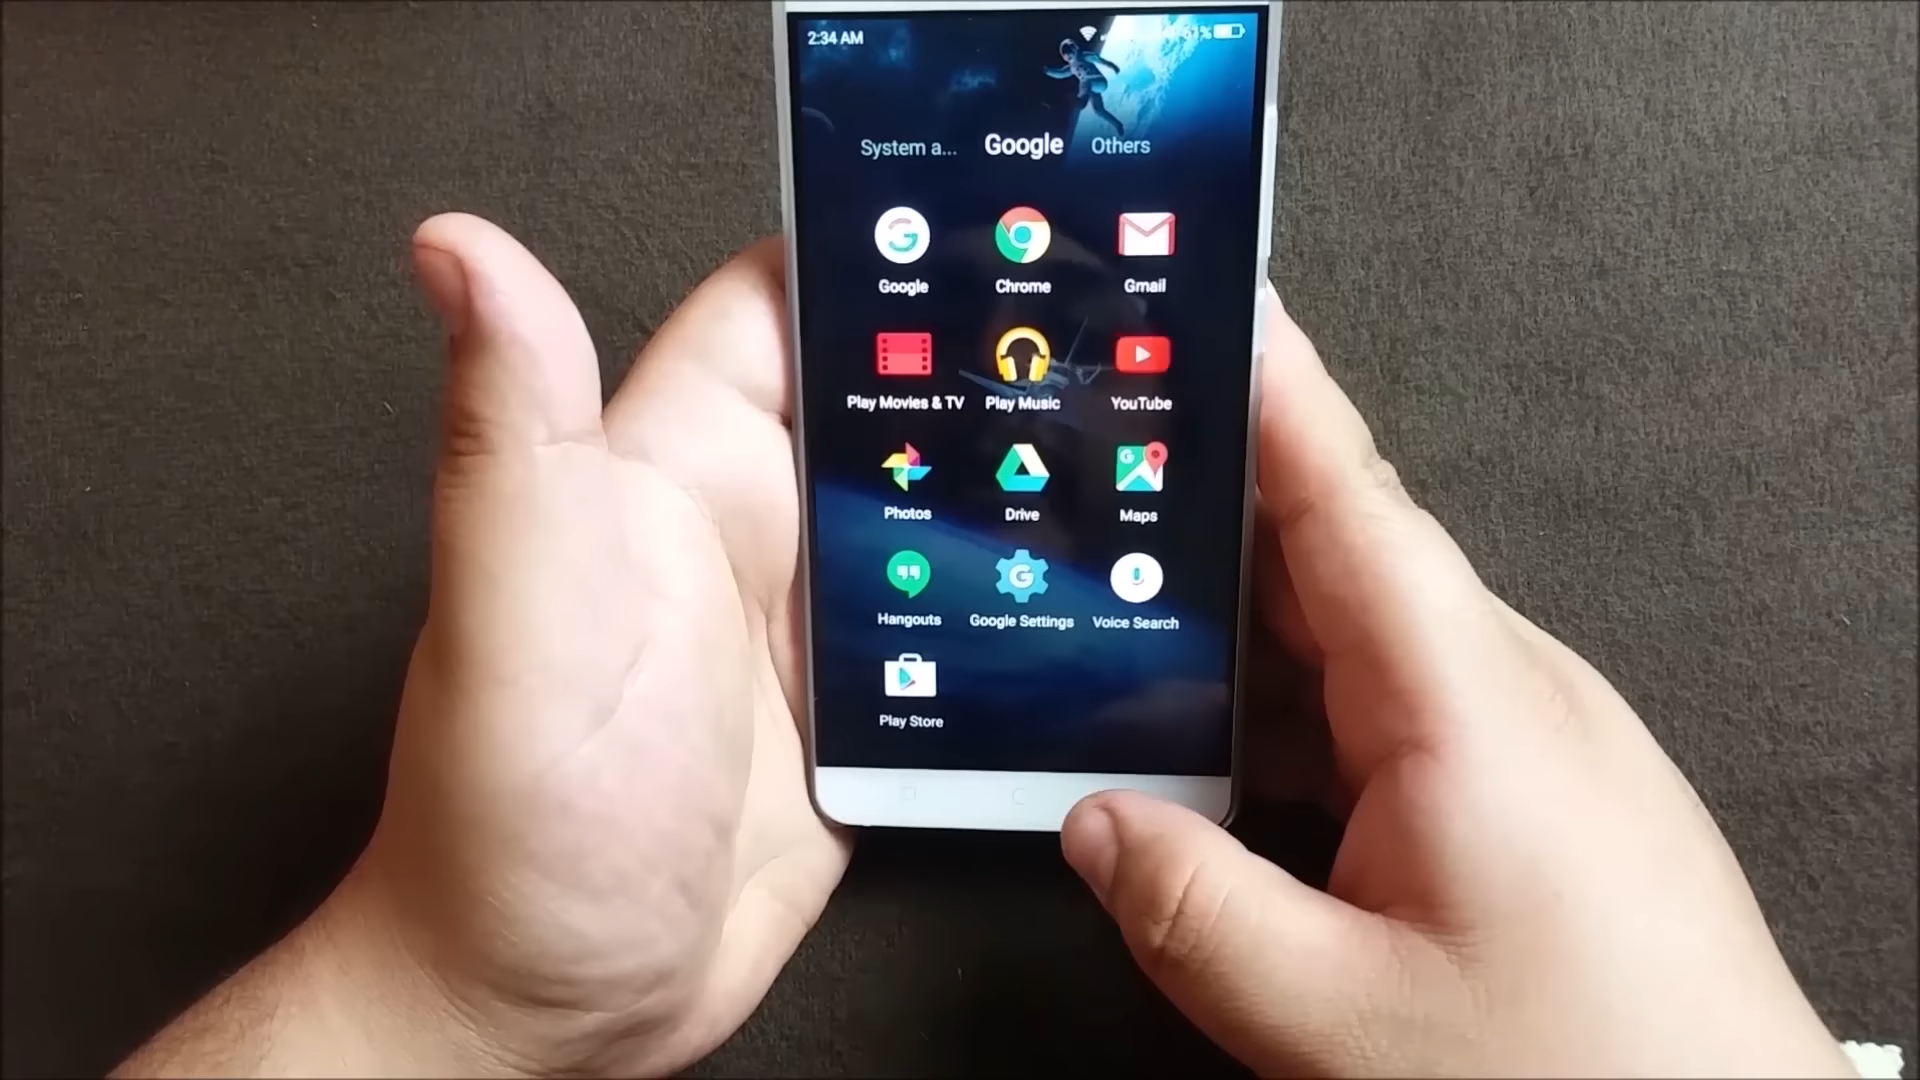 2:34 AM 61%
System a... Google Others
Google Chrome Gmail
Play Movies & TV Play Music YouTube
Photos Drive Maps
Hangouts Google Settings Voice Search
Play Store